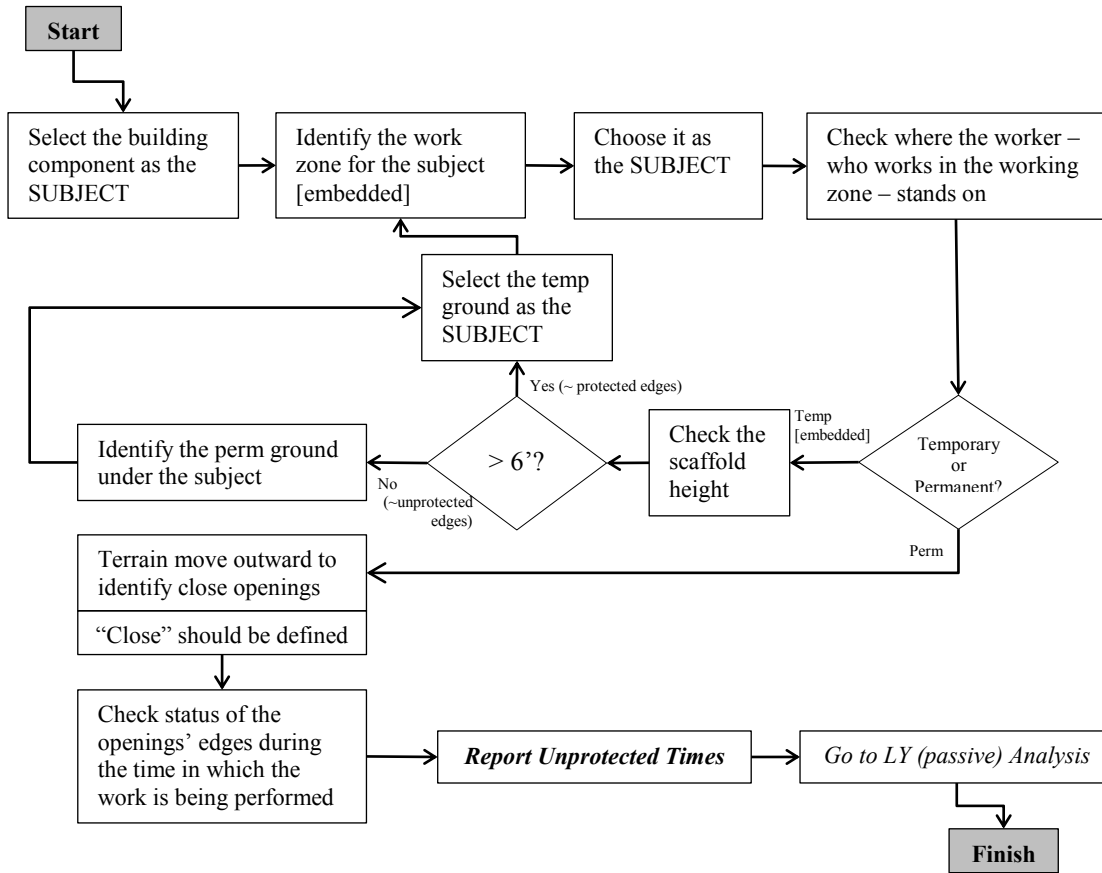 Start
Select the building
component as the
SUBJECT
Identify the work
zone for the subject
[embedded]
Choose it as
the SUBJECT
Check where the worker –
who works in the working
zone – stands on
Select the temp
ground as the
SUBJECT
Yes (~ protected edges)
Identify the perm ground
under the subject
No
(~unprotected
edges)
> 6’?
Check the
scaffold
height
Temp
[embedded]
Temporary
or
Permanent?
Perm
Terrain move outward to
identify close openings
“Close” should be defined
Check status of the
openings’ edges during
the time in which the
work is being performed
Report Unprotected Times
Go to LY (passive) Analysis
Finish